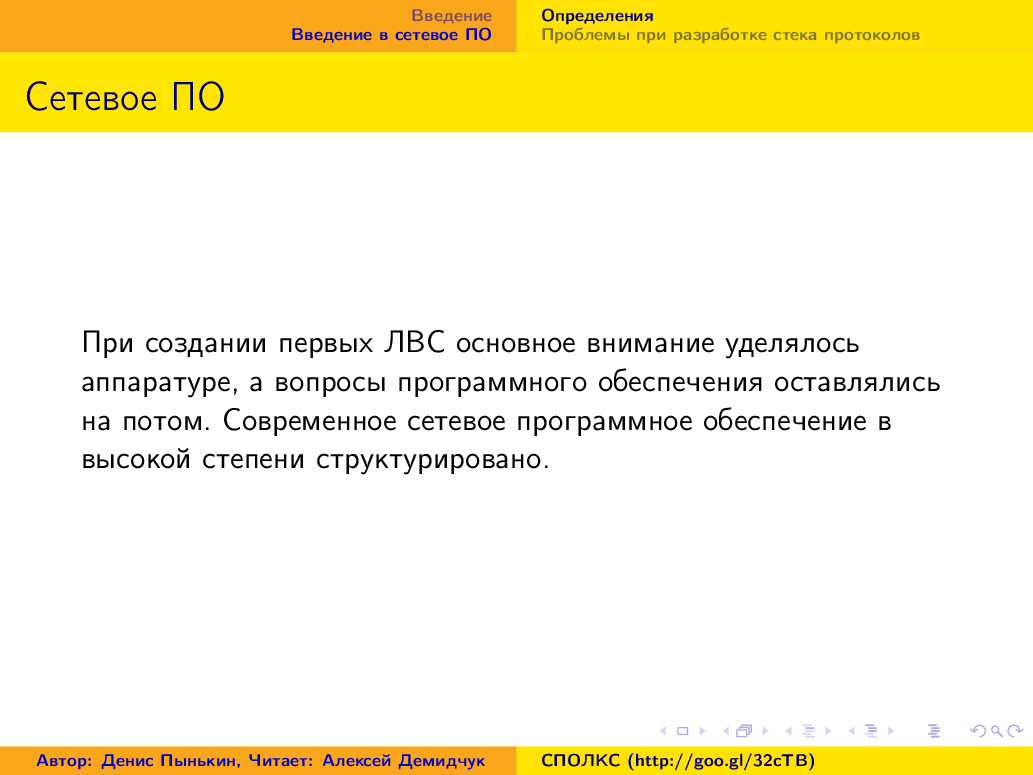 Введение
Введение в сетевое ПО
Определения
Проблемы при разработке стека протоколов
Сетевое ПО
При создании первых ЛВС основное внимание уделялось
аппаратуре, а вопросы программного обеспечения оставлялись
на потом. Современное сетевое программное обеспечение в
высокой степени структурировано.
Автор: Денис Пынькин, Читает: Алексей Демидчук
СПОЛКС (http://goo.gl/32cTB)